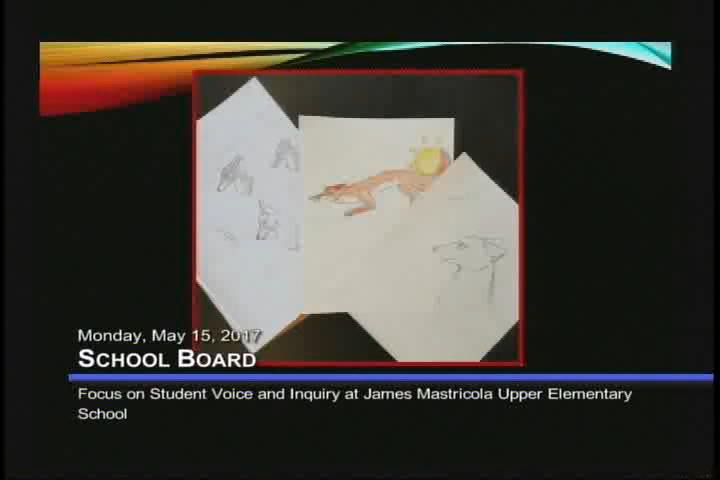 Monday, May 15, 2017
SCHOOL BOARD
Focus on Student Voice and Inquiry at James Mastricola Upper Elementary
School